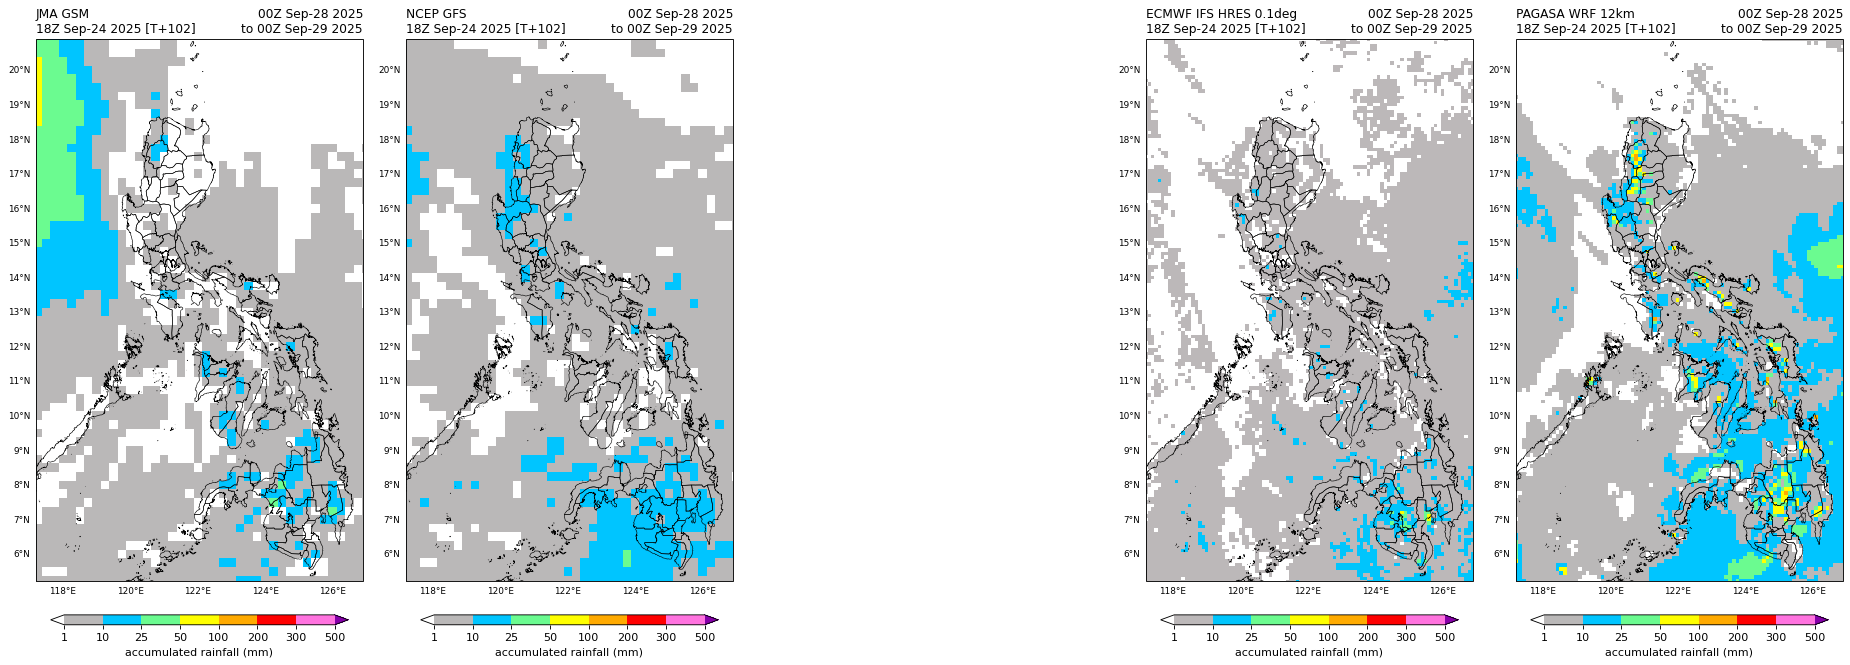 JMA GSM 00Z Sep-28 2025
18Z Sep-24 2025 [T+102] to 00Z Sep-29 2025
20°N
19°N
18°N
17°N
16°N
15°N
14°N
13°N
12°N
11°N
10°N
9°N
8°N
7°N
6°N
118°E 120°E 122°E 124°E 126°E
1 10 25 50 100 200 300 500
accumulated rainfall (mm)
NCEP GFS 00Z Sep-28 2025
18Z Sep-24 2025 [T+102] to 00Z Sep-29 2025
20°N
19°N
18°N
17°N
16°N
15°N
14°N
13°N
12°N
11°N
10°N
9°N
8°N
7°N
6°N
118°E 120°E 122°E 124°E 126°E
1 10 25 50 100 200 300 500
accumulated rainfall (mm)
ECMWF IFS HRES 0.1deg 00Z Sep-28 2025
18Z Sep-24 2025 [T+102] to 00Z Sep-29 2025
20°N
19°N
18°N
17°N
16°N
15°N
14°N
13°N
12°N
11°N
10°N
9°N
8°N
7°N
6°N
118°E 120°E 122°E 124°E 126°E
1 10 25 50 100 200 300 500
accumulated rainfall (mm)
PAGASA WRF 12km 00Z Sep-28 2025
18Z Sep-24 2025 [T+102] to 00Z Sep-29 2025
20°N
19°N
18°N
17°N
16°N
15°N
14°N
13°N
12°N
11°N
10°N
9°N
8°N
7°N
6°N
118°E 120°E 122°E 124°E 126°E
1 10 25 50 100 200 300 500
accumulated rainfall (mm)